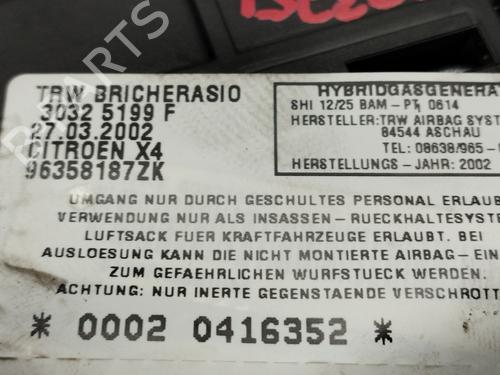 TRW BRICHERASIO
3032 5199 F
27.03.2002
CITROEN X4
96358187ZK
HYBRIDGASGENERA
SHI 12/25 BAM - PT 0614
HERSTELLER: TRW AIRBAG SYST
84544 ASCHAU
TEL: 08638/965-
HERSTELLUNGS - JAHR: 2002
UMGANG NUR DURCH GESCHULTES PERSONAL ERLAUB
VERWENDUNG NUR ALS INSASSEN - RUECKHALTESYSTE
LUFTSACK FUER KRAFTFAHRZEUGE ERLAUBT. BEI
AUSLOESUNG KANN DIE NICHT MONTIERTE AIRBAG - EIN
ZUM GEFAEHRLICHEN WURFSTUECK WERDEN.
ACHTUNG: NUR INERTE GEGENSTAENDE VERSCHROTT
* 0002 0416352 *